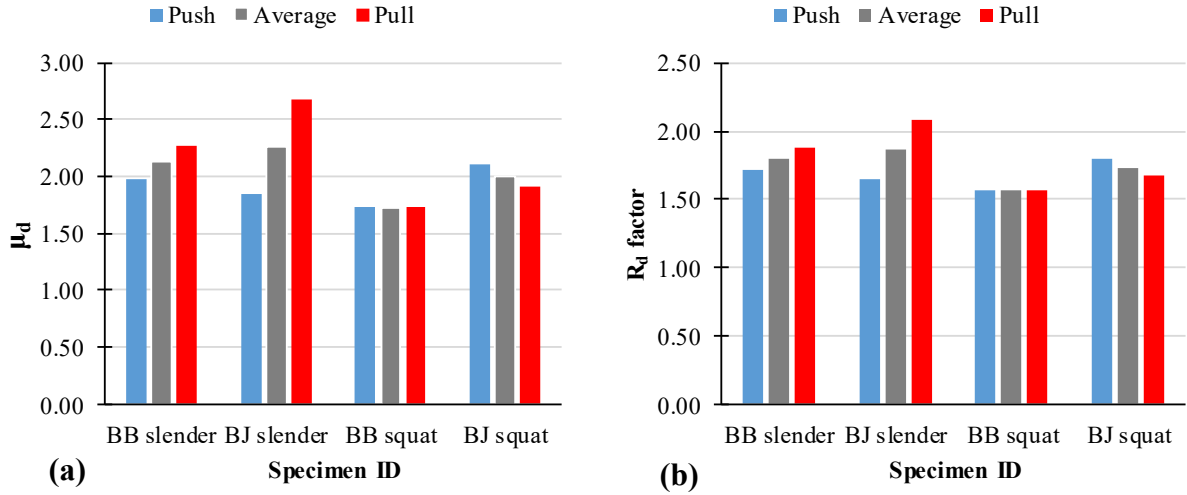 Push Average Pull
3.00
2.50
2.00
1.50
1.00
0.50
0.00
μd
BB slender BJ slender BB squat BJ squat
(a) Specimen ID
Push Average Pull
2.50
2.00
1.50
1.00
0.50
0.00
Rd factor
BB slender BJ slender BB squat BJ squat
(b) Specimen ID